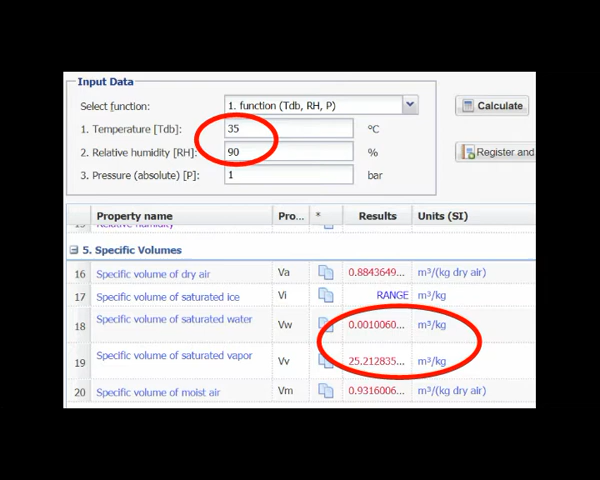 Input Data
Select function: 1. function (Tdb, RH, P) Calculate
1. Temperature [Tdb]: 35 ºC
2. Relative humidity [RH]: 90 % Register and
3. Pressure (absolute) [P]: 1 bar
Property name Pro... * Results Units (SI)
Relative humidity
5. Specific Volumes
16 Specific volume of dry air Va 0.8843649... m³/(kg dry air)
17 Specific volume of saturated ice Vi RANGE m³/kg
18 Specific volume of saturated water Vw 0.0010060... m³/kg
19 Specific volume of saturated vapor Vv 25.212835... m³/kg
20 Specific volume of moist air Vm 0.9316006... m³/(kg dry air)